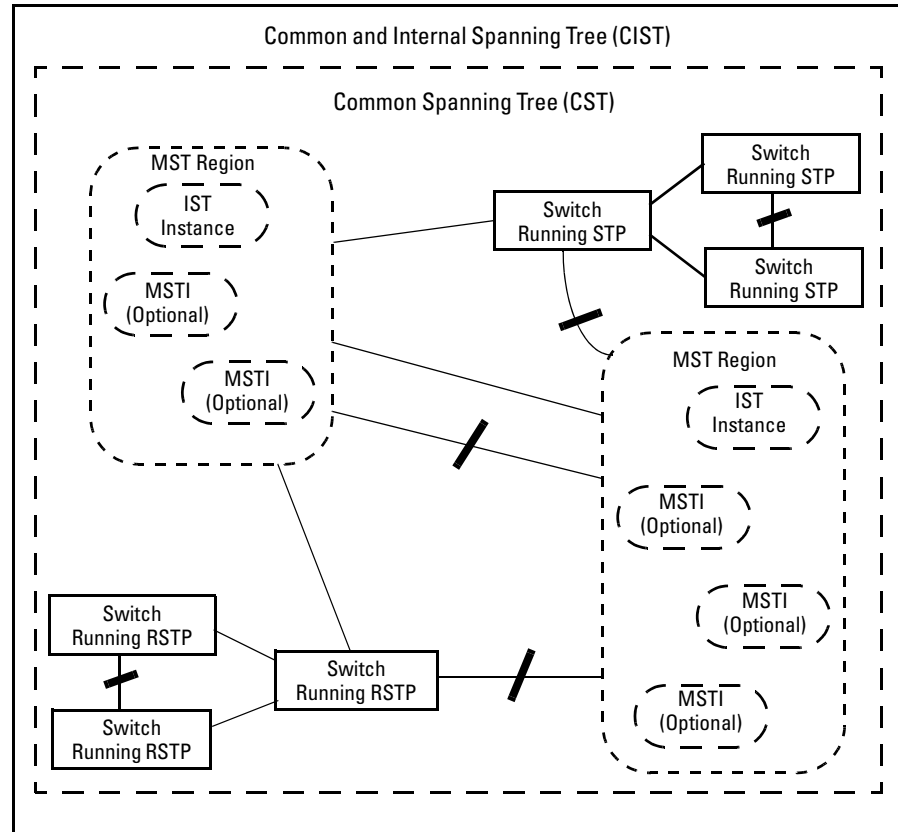 Common and Internal Spanning Tree (CIST)
Common Spanning Tree (CST)
MST Region
IST
Instance
MSTI
(Optional)
MSTI
(Optional)
Switch
Running STP
Switch
Running STP
Switch
Running STP
MST Region
IST
Instance
MSTI
(Optional)
MSTI
(Optional)
MSTI
(Optional)
Switch
Running RSTP
Switch
Running RSTP
Switch
Running RSTP